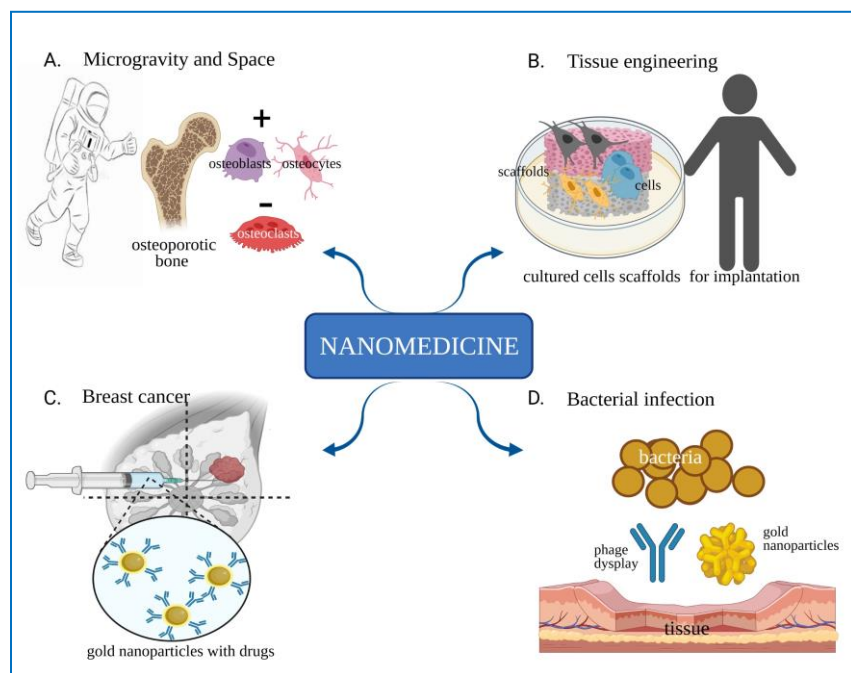 A. Microgravity and Space
+
osteoblasts osteocytes
-
osteoclasts
osteoporotic
bone
B. Tissue engineering
scaffolds
cells
cultured cells scaffolds for implantation
NANOMEDICINE
C. Breast cancer
gold nanoparticles with drugs
D. Bacterial infection
bacteria
phage
dysplay
gold
nanoparticles
tissue